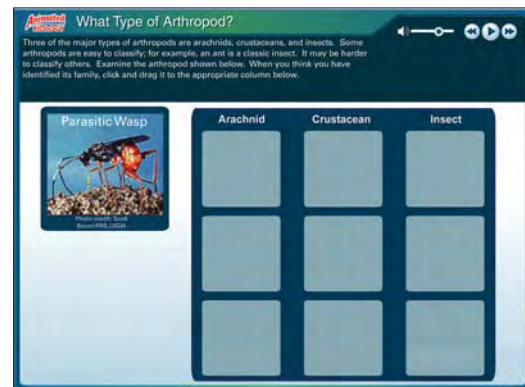 Animated
BIOLOGY
What Type of Arthropod?
Three of the major types of arthropods are arachnids, crustaceans, and insects. Some
arthropods are easy to classify; for example, an ant is a classic insect. It may be harder
to classify others. Examine the arthropod shown below. When you think you have
identified its family, click and drag it to the appropriate column below.
Parasitic Wasp
Photo credit: Scott
Bauer/ARS,USDA
Arachnid
Crustacean
Insect